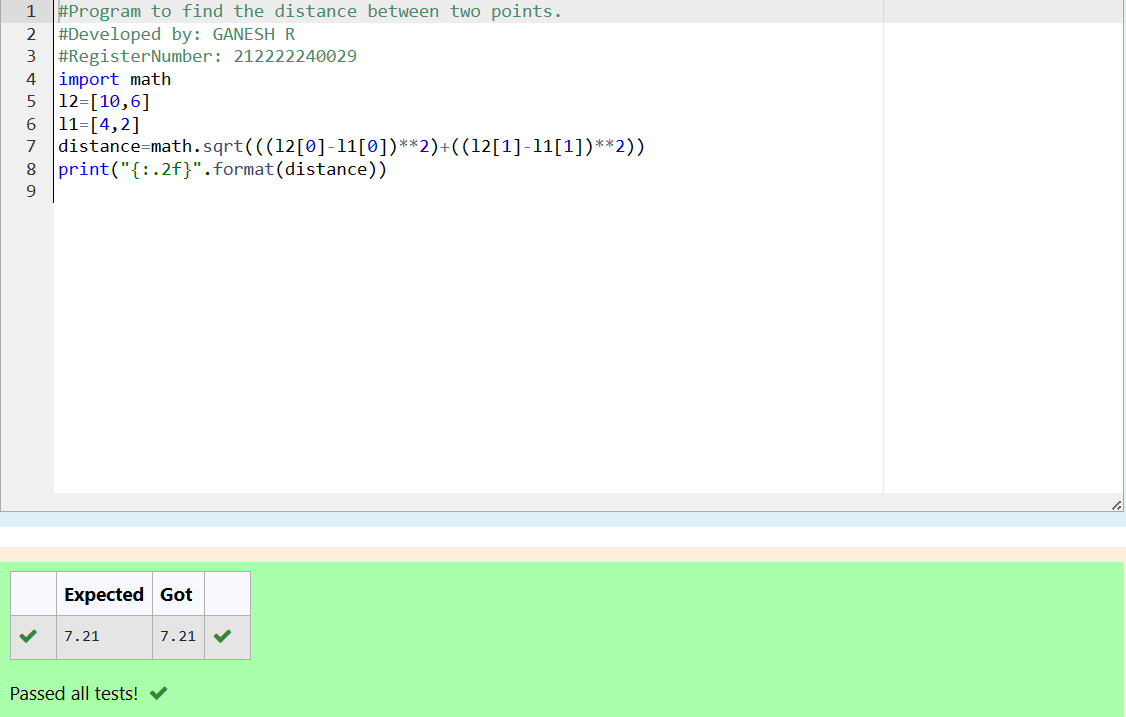 1 #Program to find the distance between two points.
2 #Developed by: GANESH R
3 #RegisterNumber: 212222240029
4 import math
5 l2=[10,6]
6 l1=[4,2]
7 distance=math.sqrt(((l2[0]-l1[0])**2)+((l2[1]-l1[1])**2))
8 print("{:.2f}".format(distance))
9
Expected Got
7.21 7.21
Passed all tests!